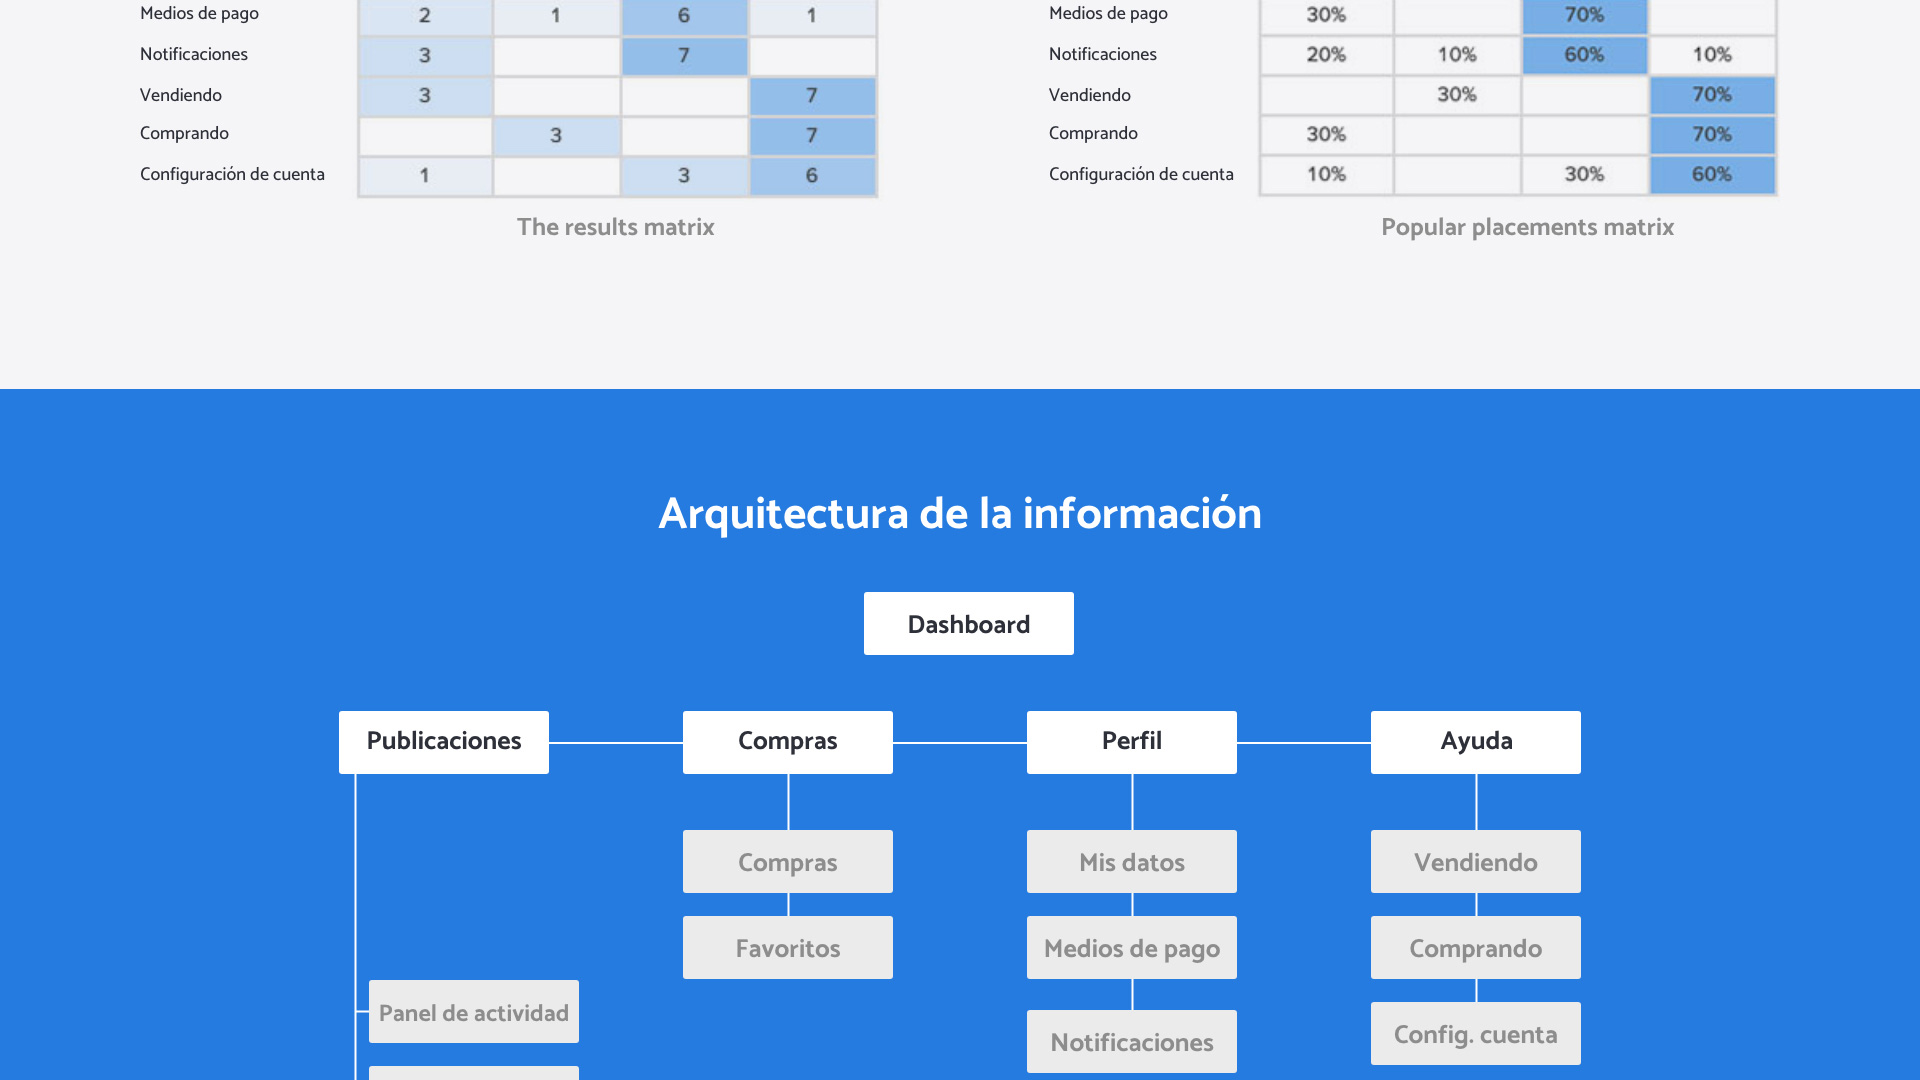 Medios de pago 2 1 6 1
Notificaciones 3 7
Vendiendo 3 7
Comprando 3 7
Configuración de cuenta 1 3 6
The results matrix
Medios de pago 30% 70%
Notificaciones 20% 10% 60% 10%
Vendiendo 30% 70%
Comprando 30% 70%
Configuración de cuenta 10% 30% 60%
Popular placements matrix
Arquitectura de la información
Dashboard
Publicaciones
Compras
Perfil
Ayuda
Compras
Mis datos
Vendiendo
Favoritos
Medios de pago
Comprando
Panel de actividad
Notificaciones
Config. cuenta